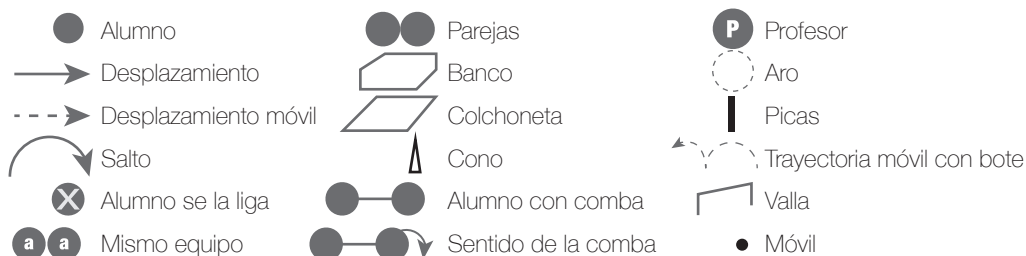 Alumno
Parejas
P Profesor
Desplazamiento
Banco
Aro
Desplazamiento móvil
Colchoneta
Picas
Salto
Cono
Trayectoria móvil con bote
X Alumno se la liga
Alumno con comba
Valla
a a Mismo equipo
Sentido de la comba
Móvil